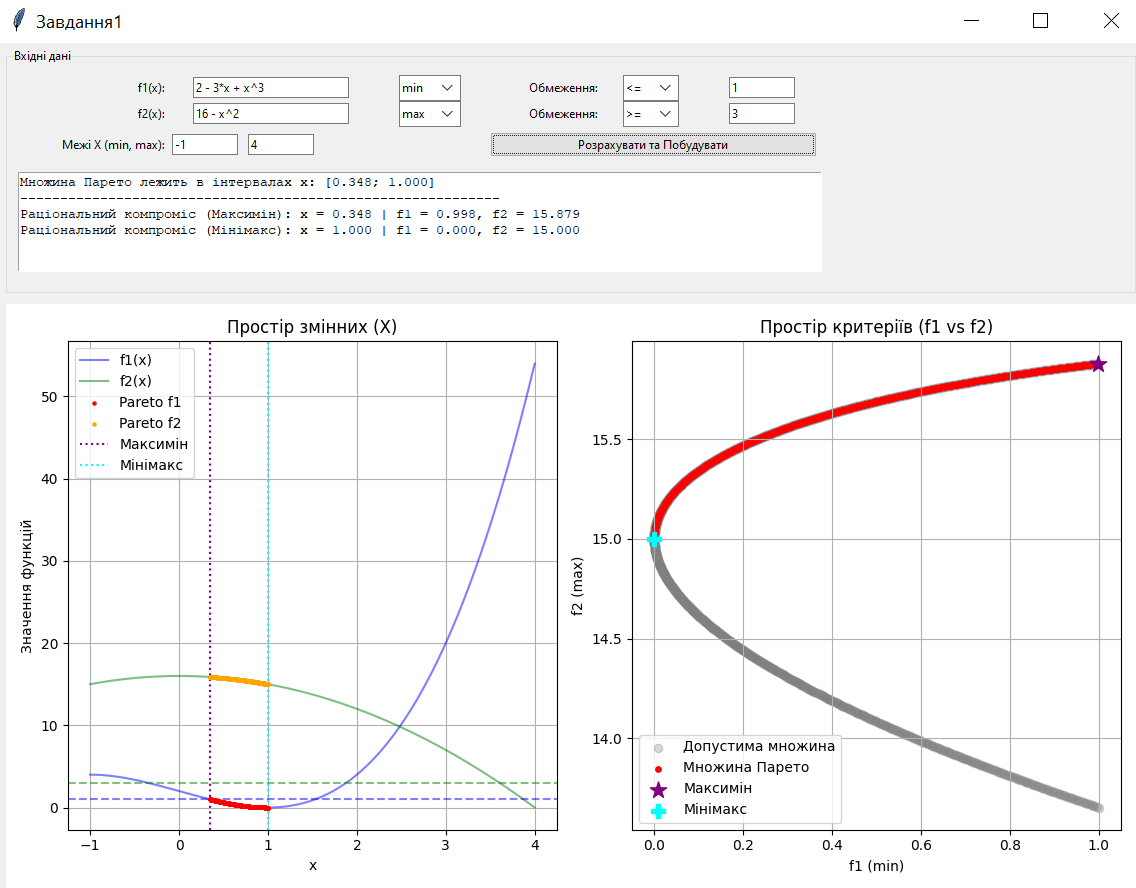 Завдання1
Вхідні дані
f1(x): 2 - 3*x + x^3 min Обмеження: <= 1
f2(x): 16 - x^2 max Обмеження: >= 3
Межі X (min, max): -1 4 Розрахувати та Побудувати
Множина Парето лежить в інтервалах x: [0.348; 1.000]
------------------------------------------------------------
Раціональний компроміс (Максимін): x = 0.348 | f1 = 0.998, f2 = 15.879
Раціональний компроміс (Мінімакс): x = 1.000 | f1 = 0.000, f2 = 15.000
Простір змінних (X)
f1(x)
f2(x)
Pareto f1
Pareto f2
Максимін
Мінімакс
Значення функцій
50
40
30
20
10
0
−1 0 1 2 3 4
x
Простір критеріїв (f1 vs f2)
f2 (max)
15.5
15.0
14.5
14.0
Допустима множина
Множина Парето
Максимін
Мінімакс
0.0 0.2 0.4 0.6 0.8 1.0
f1 (min)